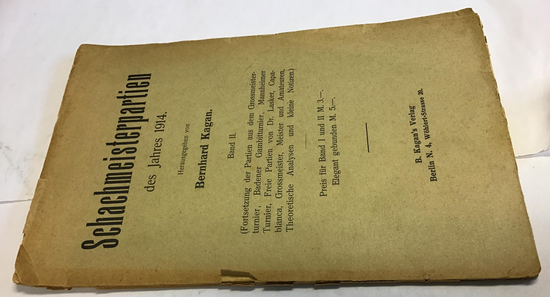 Schachmeisterpartien
des Jahres 1914.
Herausgegeben von
Bernhard Kagan.
Band II.
(Fortsetzung der Partien aus dem Grossmeister-
turnier, Badener Gambitturnier, Mannheimer
Turnier, Freie Partien von Dr. Lasker, Capa-
blanca, Grossmeister, Meister und Amateuren,
Theoretische Analysen und kleine Notizen.)
Preis für Band I und II M. 3.—.
Elegant gebunden M. 5.—.
B. Kagan's Verlag
Berlin N. 4, Wöhlert-Strasse 20.